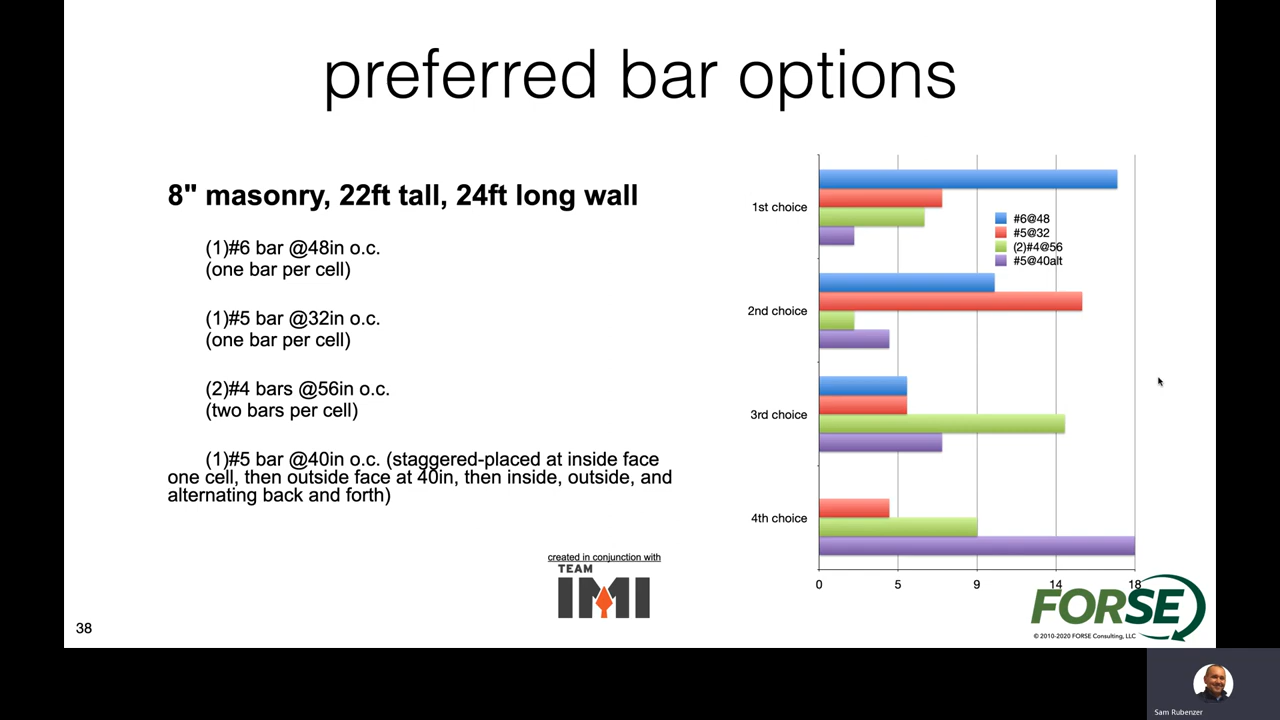 preferred bar options
8" masonry, 22ft tall, 24ft long wall
(1)#6 bar @48in o.c.
(one bar per cell)
(1)#5 bar @32in o.c.
(one bar per cell)
(2)#4 bars @56in o.c.
(two bars per cell)
(1)#5 bar @40in o.c. (staggered-placed at inside face
one cell, then outside face at 40in, then inside, outside, and
alternating back and forth)
1st choice
2nd choice
3rd choice
4th choice
#6@48
#5@32
(2)#4@56
#5@40alt
0 5 9 14 18
created in conjunction with
TEAM
IMI
FORSE
© 2010-2020 FORSE Consulting, LLC
38
Sam Rubenzer